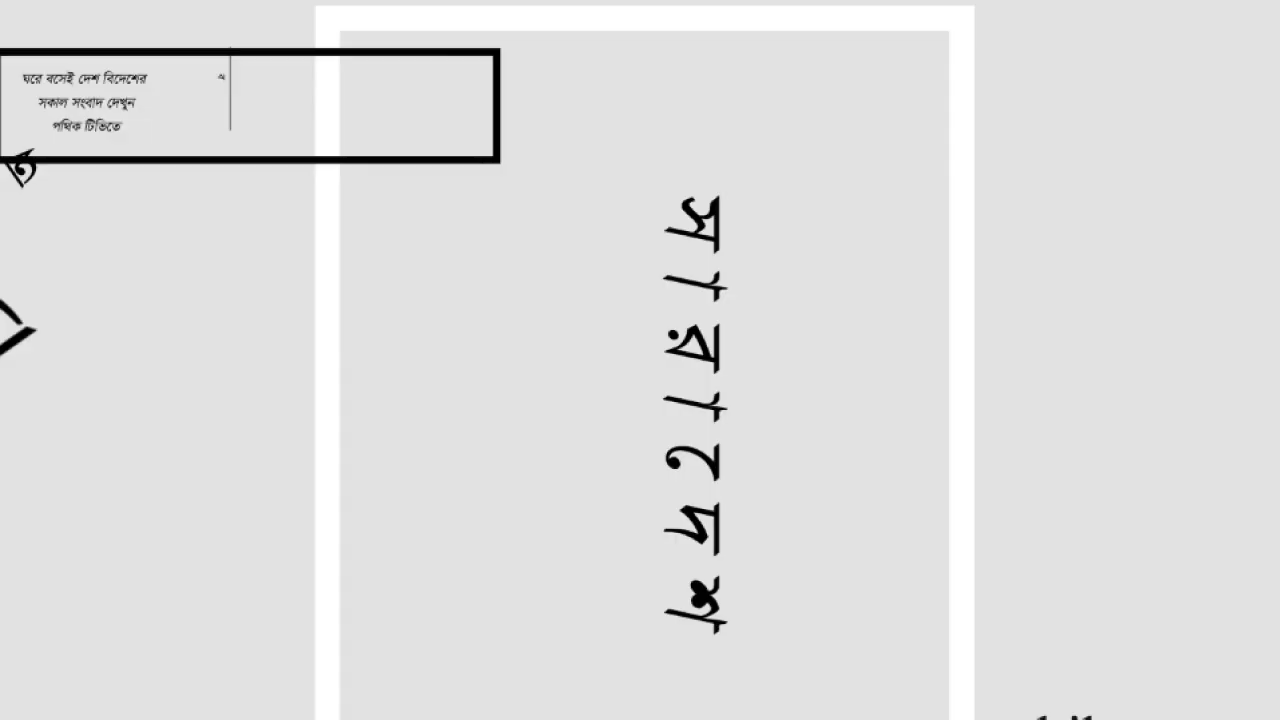 ঘরে বসেই দেশ বিদেশের
সকাল সংবাদ দেখুন
পথিক টিভিতে
সারাদেশ